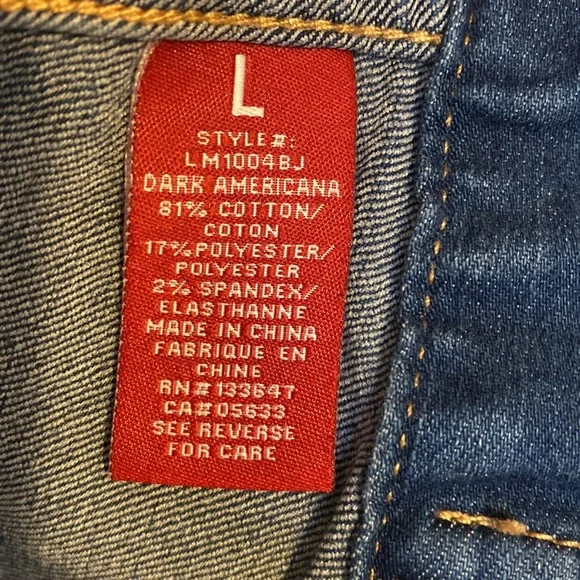 L
STYLE#:
LM1004BJ
DARK AMERICANA
81% COTTON/
COTON
17% POLYESTER/
POLYESTER
2% SPANDEX/
ELASTHANNE
MADE IN CHINA
FABRIQUE EN
CHINE
RN# 133647
CA# 05633
SEE REVERSE
FOR CARE